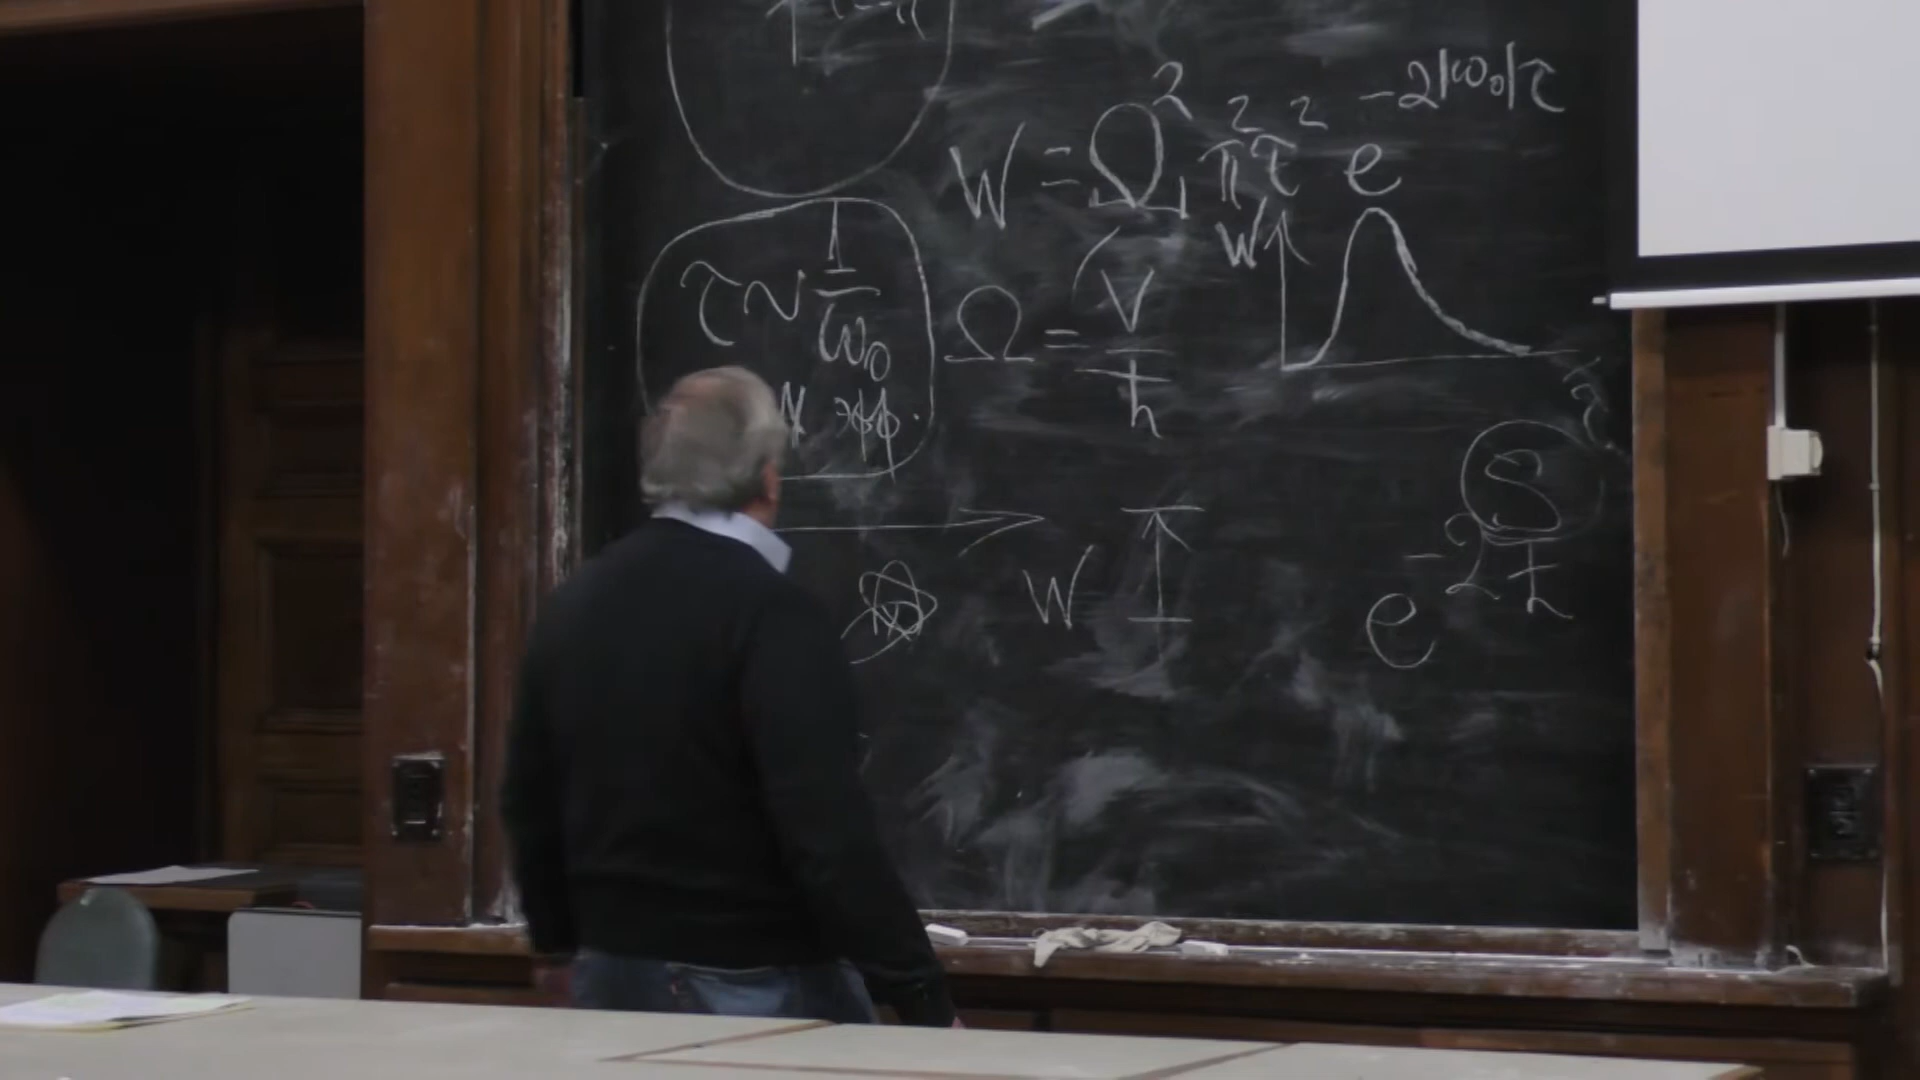 W = Ω² π² τ² e^{-2|ω₀|τ}
τ ~ 1/ω₀
Ω = V/ħ
W
τ
W
e^{-2S/ħ}